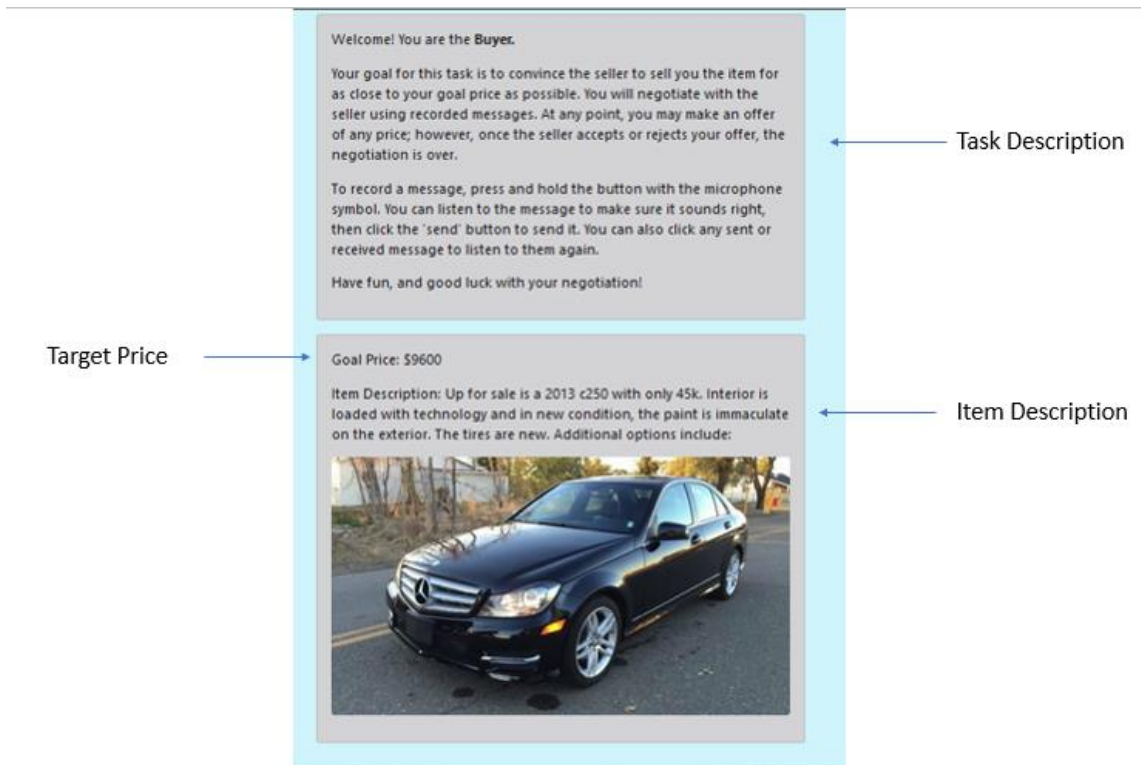 Welcome! You are the Buyer.
Your goal for this task is to convince the seller to sell you the item for
as close to your goal price as possible. You will negotiate with the
seller using recorded messages. At any point, you may make an offer
of any price; however, once the seller accepts or rejects your offer, the
negotiation is over.
Task Description
To record a message, press and hold the button with the microphone
symbol. You can listen to the message to make sure it sounds right,
then click the `send` button to send it. You can also click any sent or
received message to listen to them again.
Have fun, and good luck with your negotiation!
Target Price
Goal Price: $9600
Item Description: Up for sale is a 2013 c250 with only 45k. Interior is
loaded with technology and in new condition, the paint is immaculate
on the exterior. The tires are new. Additional options include:
Item Description